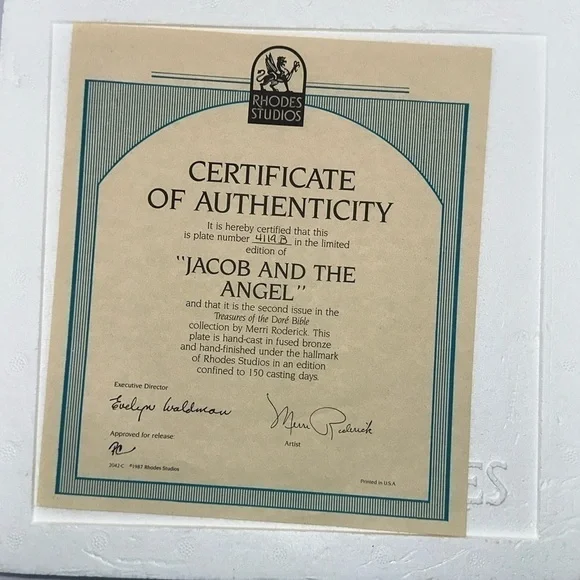 RHODES
STUDIOS
CERTIFICATE
OF AUTHENTICITY
It is hereby certified that this
is plate number 4114B in the limited
edition of
"JACOB AND THE
ANGEL"
and that it is the second issue in the
Treasures of the Doré Bible
collection by Merri Roderick. This
plate is hand-cast in fused bronze
and hand-finished under the hallmark
of Rhodes Studios in an edition
confined to 150 casting days.
Executive Director
Evelyn Waldman
Merri Roderick
Artist
Approved for release
PC
2042-C ©1987 Rhodes Studios
Printed in U.S.A
ES